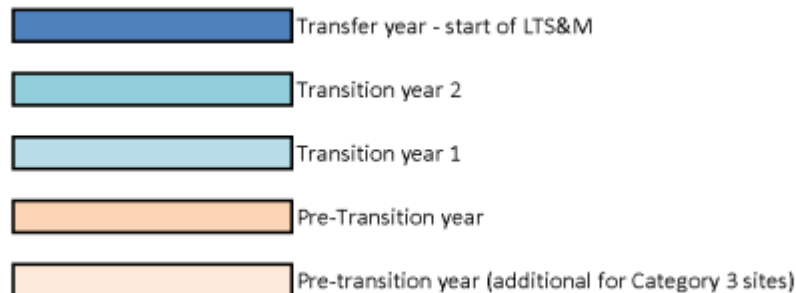 Transfer year - start of LTS&M
Transition year 2
Transition year 1
Pre-Transition year
Pre-transition year (additional for Category 3 sites)